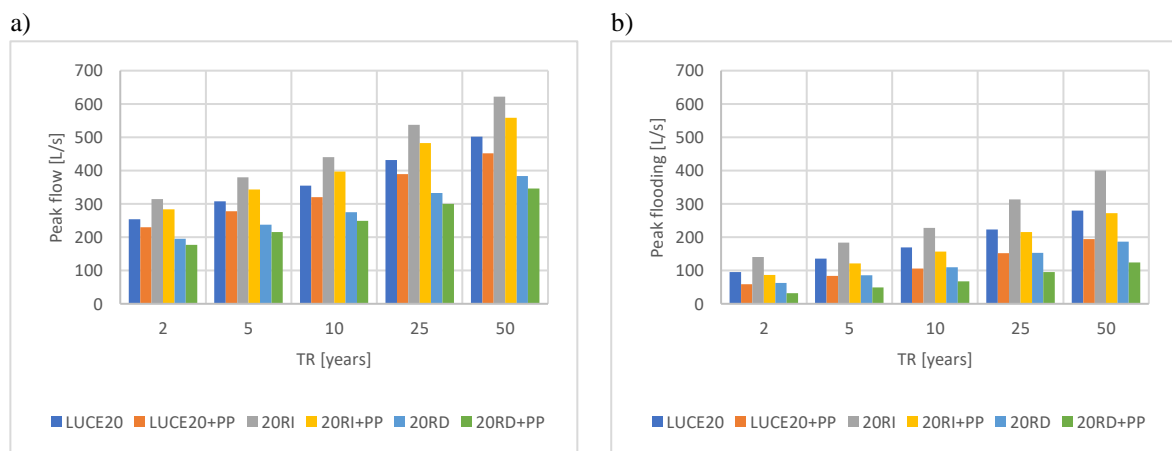 a)
b)
700
600
500
400
300
200
100
0
Peak flow [L/s]
2 5 10 25 50
TR [years]
LUCE20 LUCE20+PP 20RI 20RI+PP 20RD 20RD+PP
700
600
500
400
300
200
100
0
Peak flooding [L/s]
2 5 10 25 50
TR [years]
LUCE20 LUCE20+PP 20RI 20RI+PP 20RD 20RD+PP